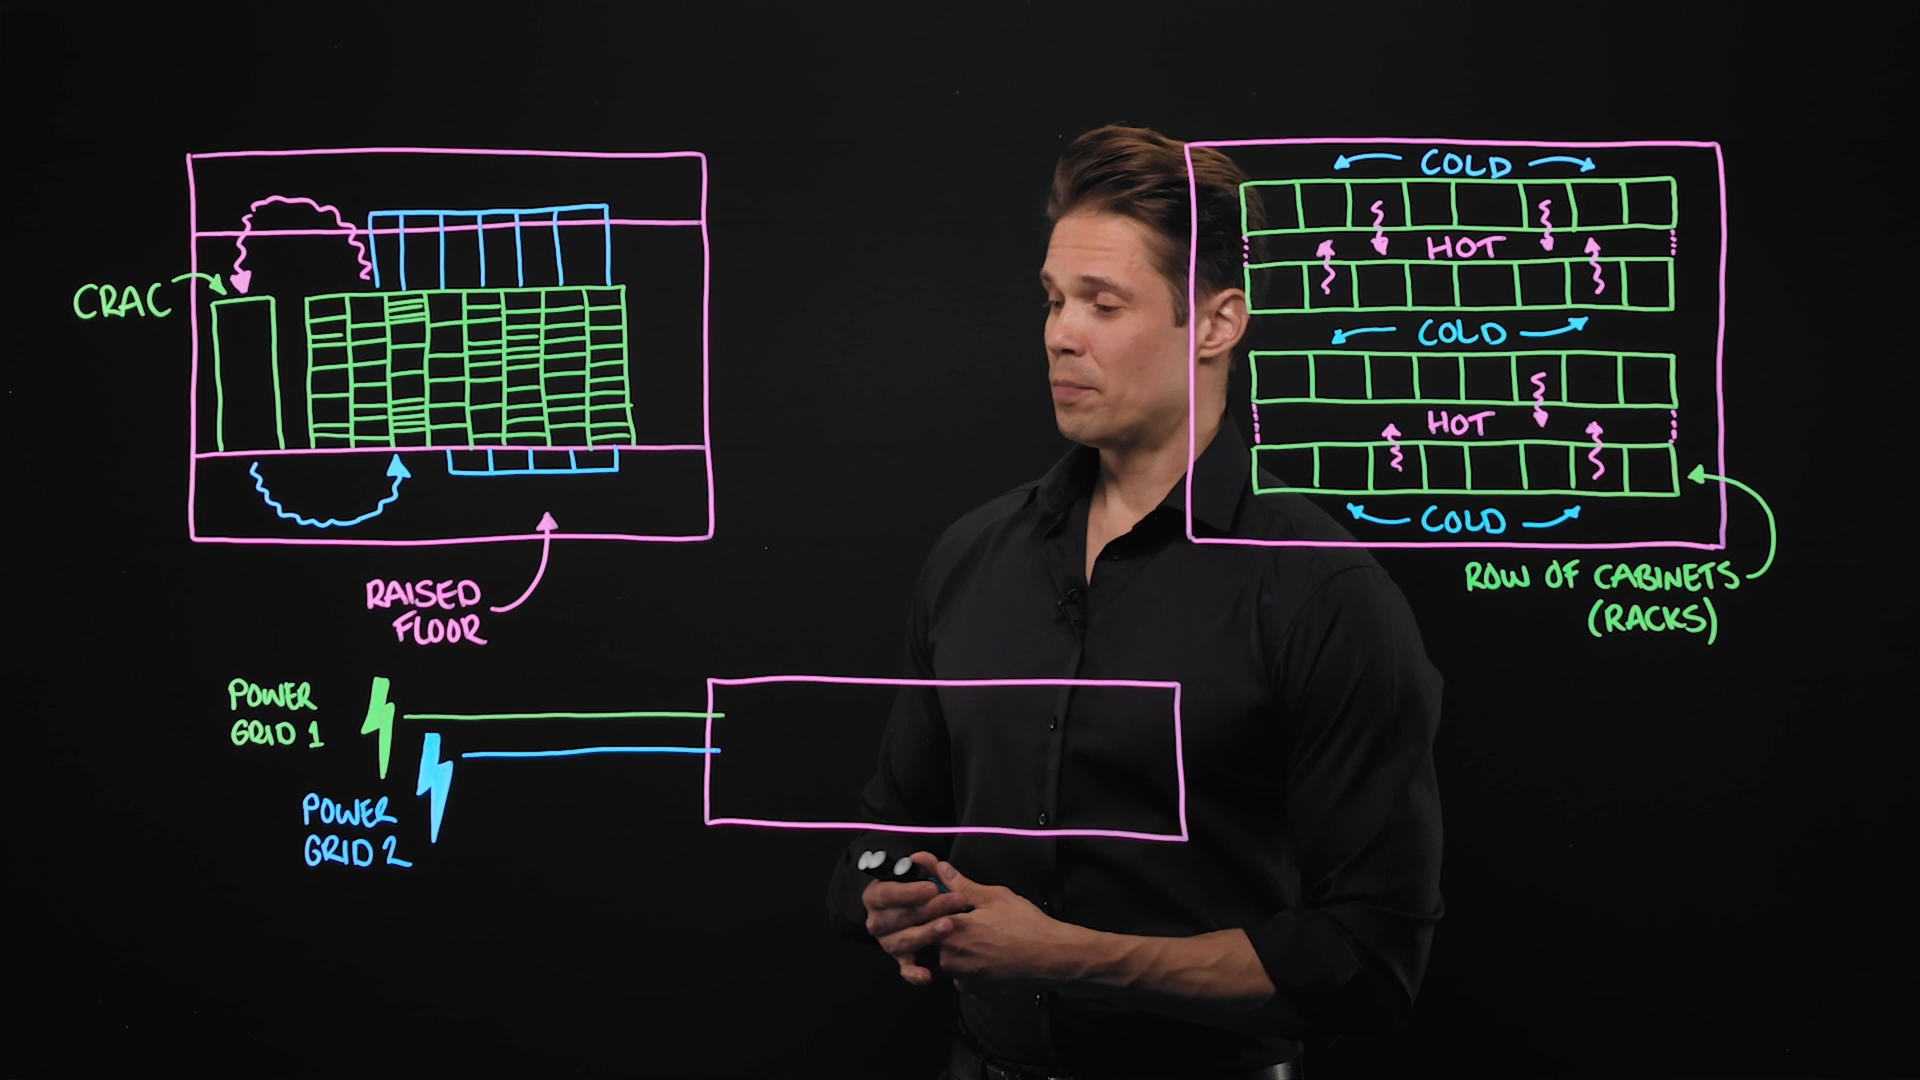 CRAC
RAISED
FLOOR
COLD
HOT
COLD
HOT
COLD
ROW OF CABINETS
(RACKS)
POWER
GRID 1
POWER
GRID 2